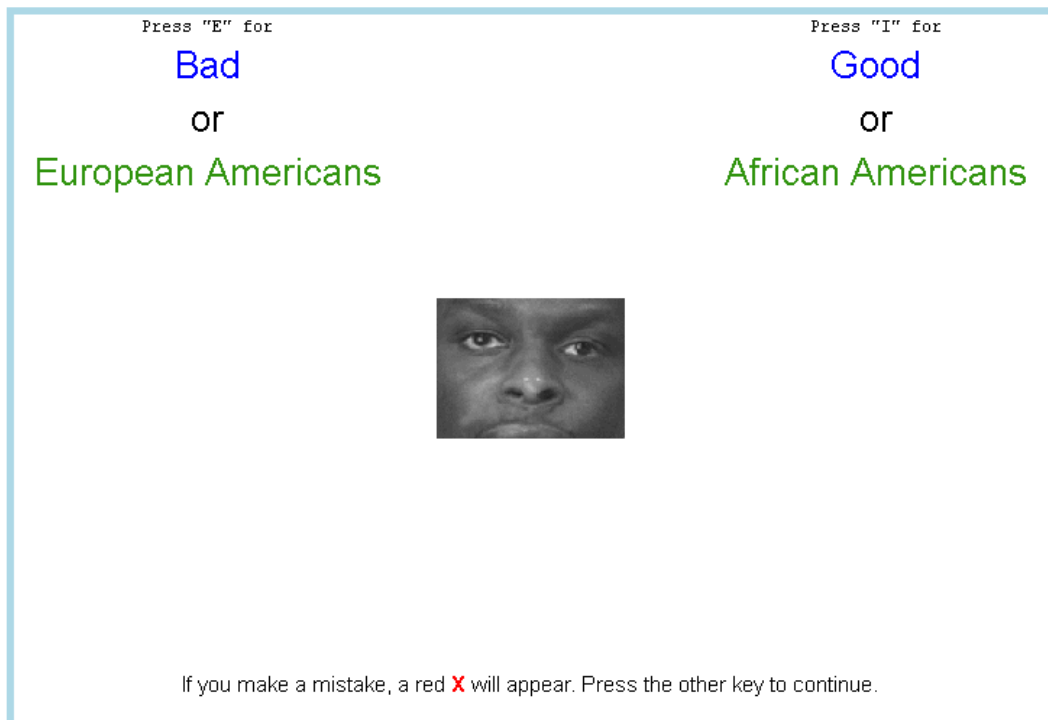 Press "E" for
Bad
or
European Americans
Press "I" for
Good
or
African Americans
If you make a mistake, a red X will appear. Press the other key to continue.